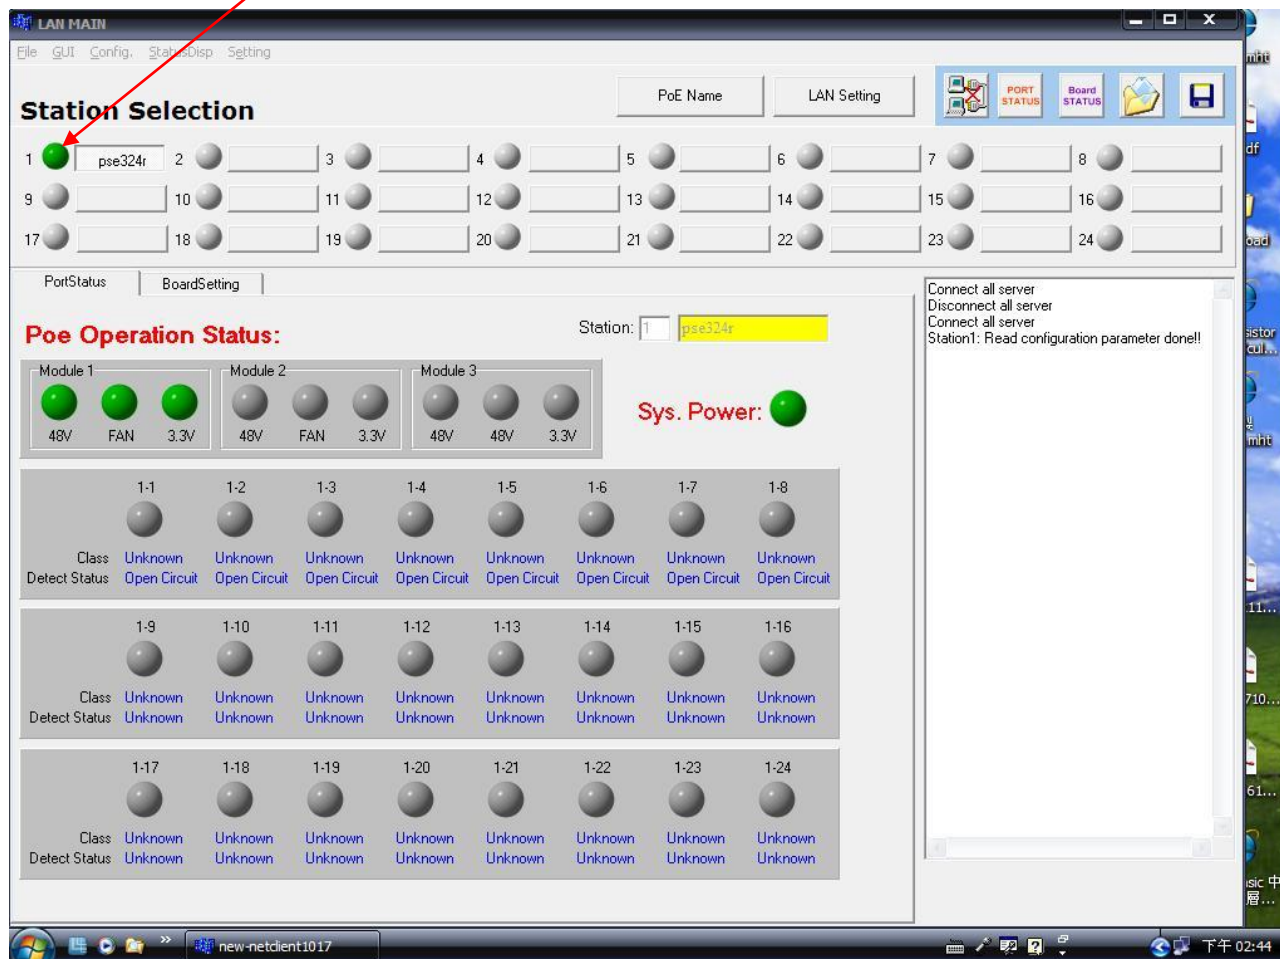 LAN MAIN
File GUI Config. StatusDisp Setting
Station Selection
PoE Name
LAN Setting
PORT STATUS
Board STATUS
1 pse324r 2 3 4 5 6 7 8
9 10 11 12 13 14 15 16
17 18 19 20 21 22 23 24
PortStatus BoardSetting
Poe Operation Status:
Station: 1 pse324r
Module 1 Module 2 Module 3
48V FAN 3.3V 48V FAN 3.3V 48V 48V 3.3V
Sys. Power:
1-1 1-2 1-3 1-4 1-5 1-6 1-7 1-8
Class Unknown Unknown Unknown Unknown Unknown Unknown Unknown Unknown
Detect Status Open Circuit Open Circuit Open Circuit Open Circuit Open Circuit Open Circuit Open Circuit Open Circuit
1-9 1-10 1-11 1-12 1-13 1-14 1-15 1-16
Class Unknown Unknown Unknown Unknown Unknown Unknown Unknown Unknown
Detect Status Unknown Unknown Unknown Unknown Unknown Unknown Unknown Unknown
1-17 1-18 1-19 1-20 1-21 1-22 1-23 1-24
Class Unknown Unknown Unknown Unknown Unknown Unknown Unknown Unknown
Detect Status Unknown Unknown Unknown Unknown Unknown Unknown Unknown Unknown
Connect all server
Disconnect all server
Connect all server
Station1: Read configuration parameter done!!
new-netclient1017
下午 02:44